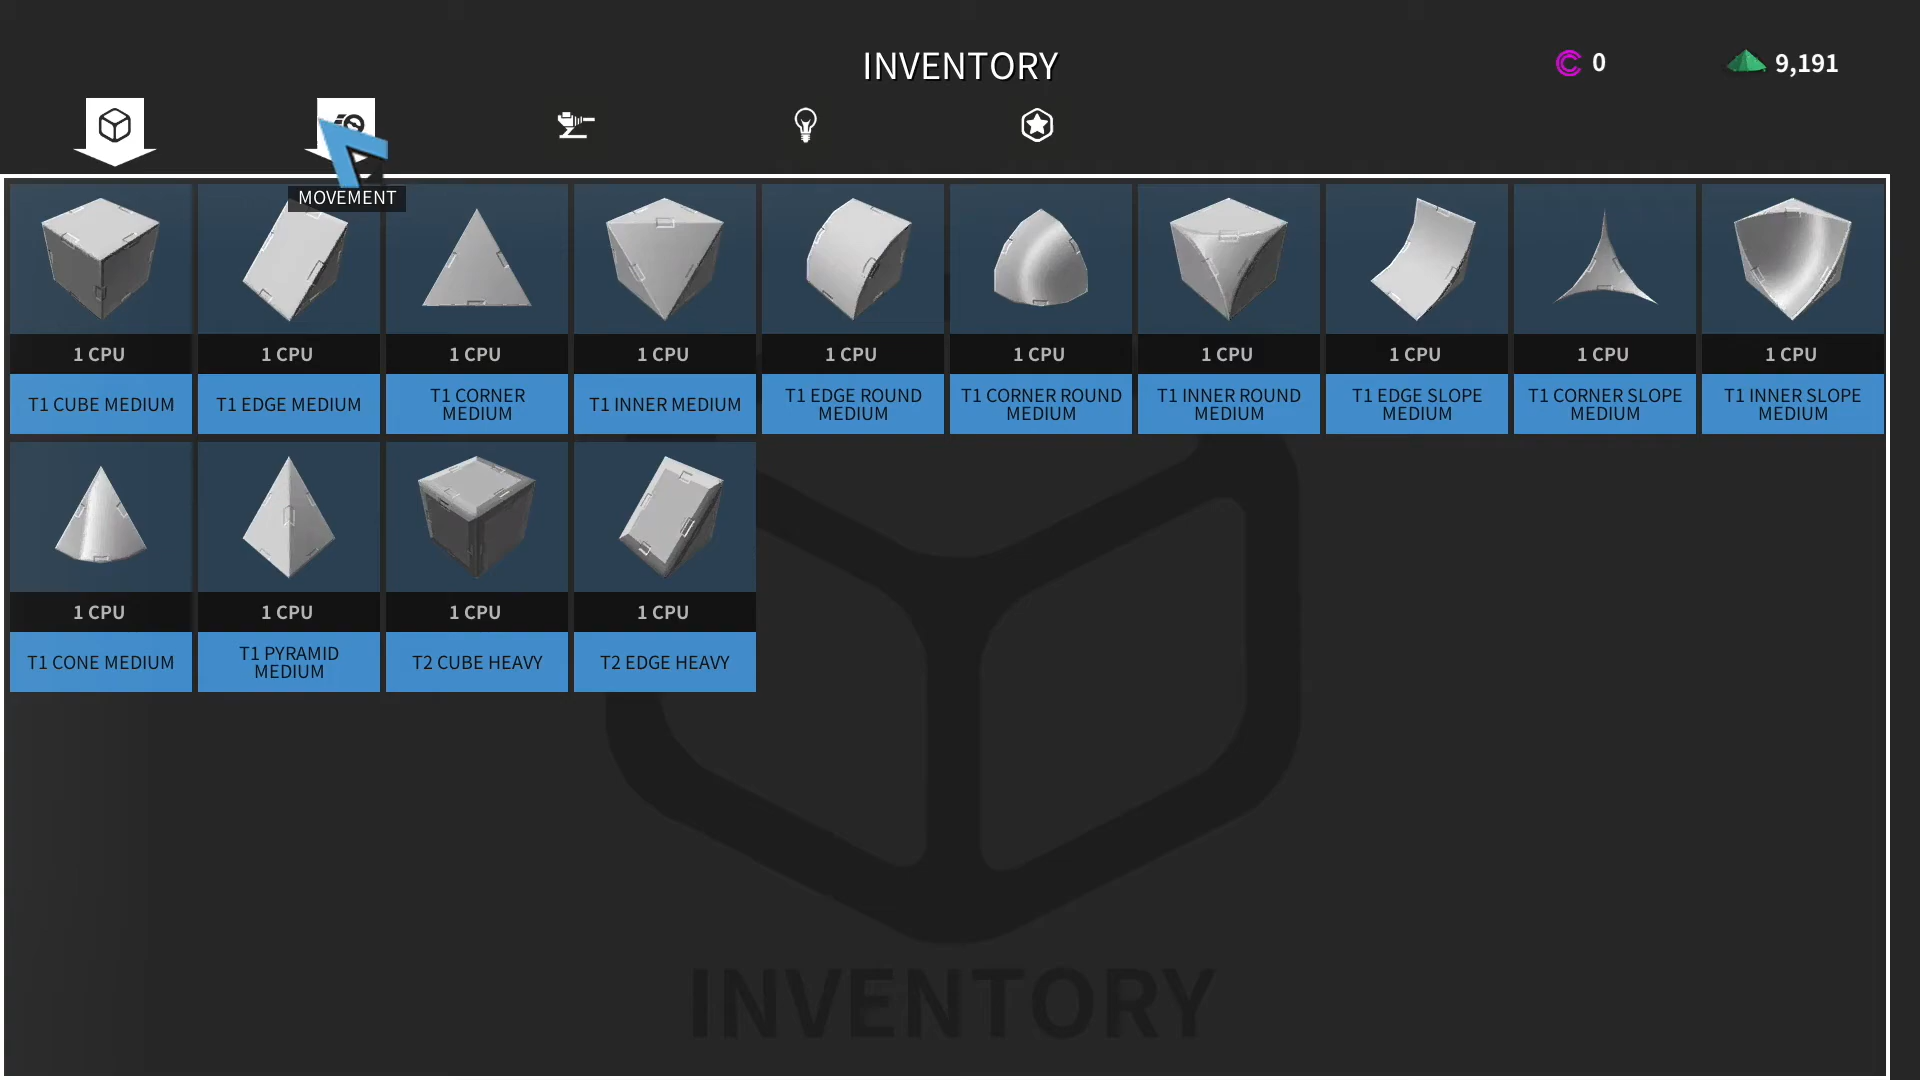 INVENTORY
0
9,191
MOVEMENT
1 CPU
1 CPU
1 CPU
1 CPU
1 CPU
1 CPU
1 CPU
1 CPU
1 CPU
1 CPU
T1 CUBE MEDIUM
T1 EDGE MEDIUM
T1 CORNER
MEDIUM
T1 INNER MEDIUM
T1 EDGE ROUND
MEDIUM
T1 CORNER ROUND
MEDIUM
T1 INNER ROUND
MEDIUM
T1 EDGE SLOPE
MEDIUM
T1 CORNER SLOPE
MEDIUM
T1 INNER SLOPE
MEDIUM
1 CPU
1 CPU
1 CPU
1 CPU
T1 CONE MEDIUM
T1 PYRAMID
MEDIUM
T2 CUBE HEAVY
T2 EDGE HEAVY
INVENTORY